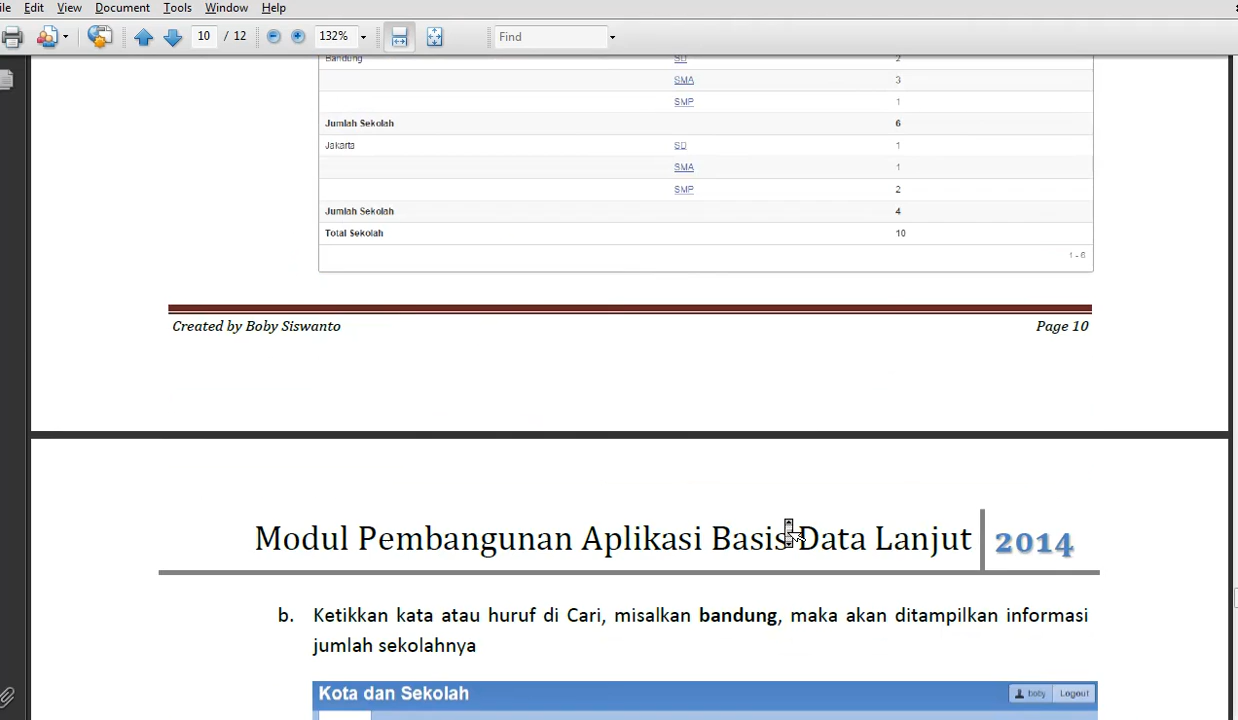 ile Edit View Document Tools Window Help
10 / 12 132% Find
Bandung SD 2
SMA 3
SMP 1
Jumlah Sekolah 6
Jakarta SD 1
SMA 1
SMP 2
Jumlah Sekolah 4
Total Sekolah 10
1 - 6
Created by Boby Siswanto Page 10
Modul Pembangunan Aplikasi Basis Data Lanjut 2014
b. Ketikkan kata atau huruf di Cari, misalkan bandung, maka akan ditampilkan informasi
jumlah sekolahnya
Kota dan Sekolah boby Logout